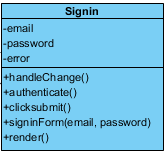 Signin
-email
-password
-error
+handleChange()
+authenticate()
+clicksubmit()
+signinForm(email, password)
+render()